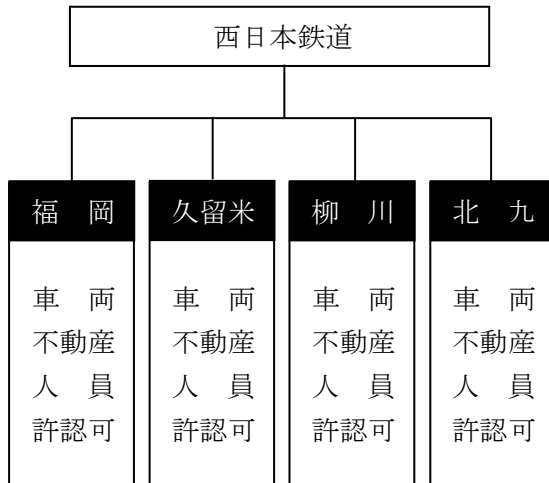 西日本鉄道
福　岡
車　両
不動産
人　員
許認可
久留米
車　両
不動産
人　員
許認可
柳　川
車　両
不動産
人　員
許認可
北　九
車　両
不動産
人　員
許認可